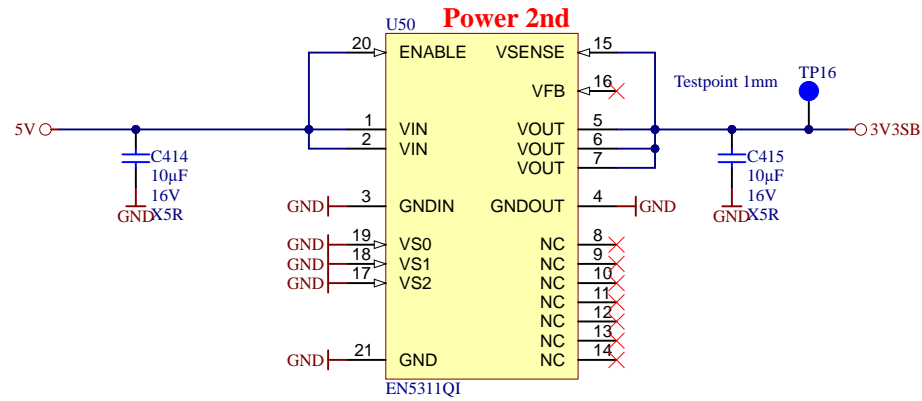 Power 2nd
U50
20 ENABLE VSENSE 15
VFB 16
Testpoint 1mm
TP16
5V
1 VIN VOUT 5
3V3SB
2 VIN VOUT 6
VOUT 7
C414
10µF
16V
X5R
GND
C415
10µF
16V
X5R
GND
GND 3 GNDIN GNDOUT 4 GND
GND 19 VS0 NC 8
GND 18 VS1 NC 9
GND 17 VS2 NC 10
NC 11
NC 12
NC 13
GND 21 GND NC 14
EN5311QI